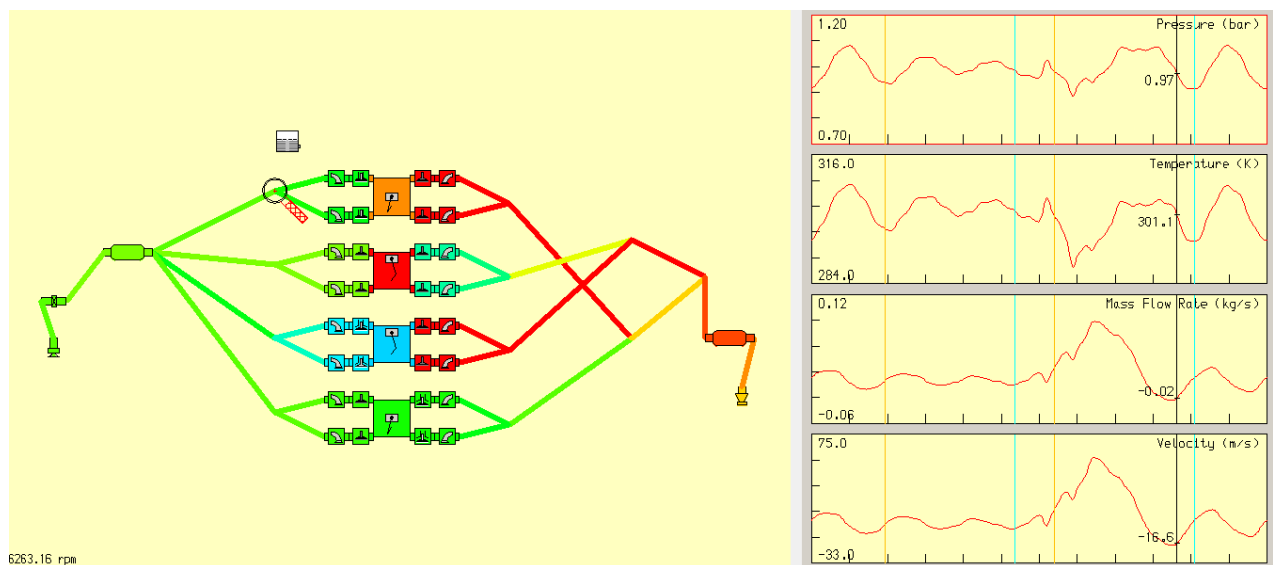 6263.16 rpm
1.20 Pressure (bar)
0.97
0.70
316.0 Temperature (K)
301.1
284.0
0.12 Mass Flow Rate (kg/s)
-0.02
-0.06
75.0 Velocity (m/s)
-16.6
-33.0